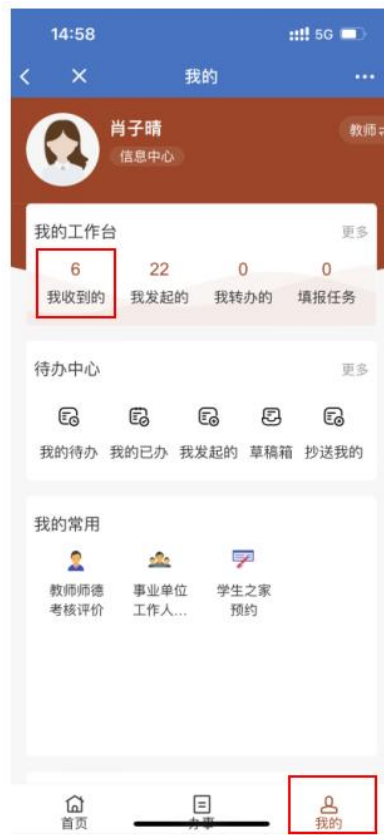 14:58
5G
我的
肖子晴
教师
信息中心
我的工作台
更多
6 22 0 0
我收到的 我发起的 我转办的 填报任务
待办中心
更多
我的待办 我的已办 我发起的 草稿箱 抄送我的
我的常用
教师师德 事业单位 学生之家
考核评价 工作人... 预约
首页 办事 我的